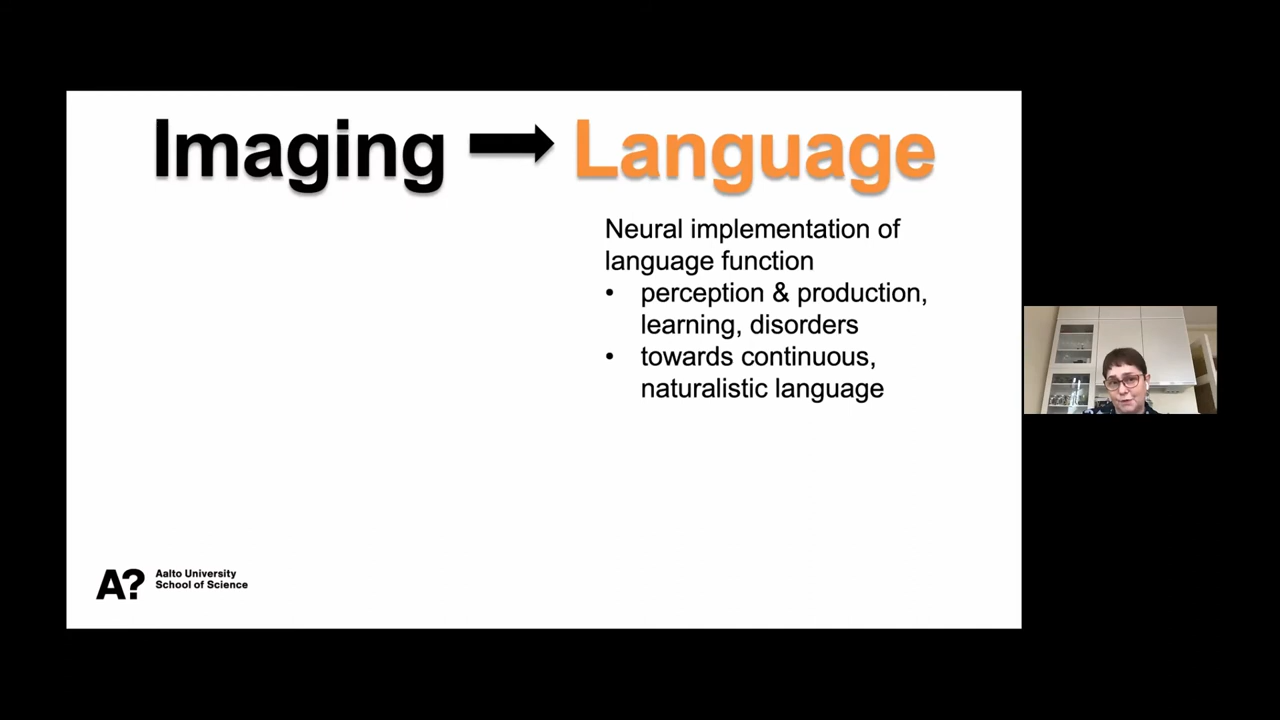 Imaging → Language
Neural implementation of
language function
• perception & production,
learning, disorders
• towards continuous,
naturalistic language
A? Aalto University
School of Science